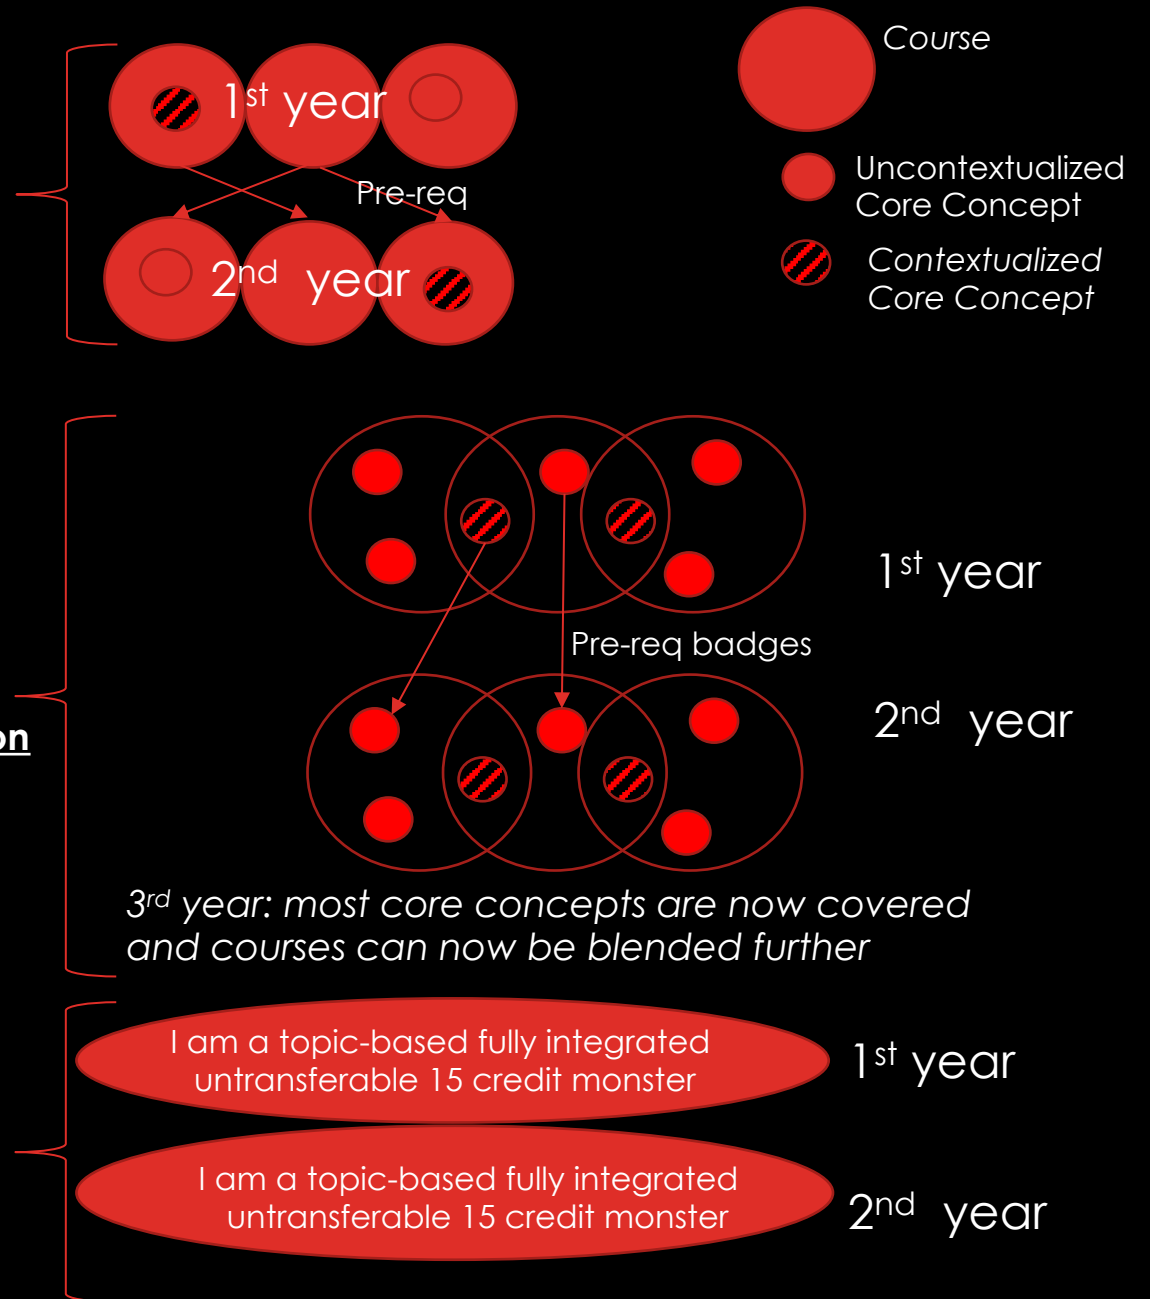 Course
1st year
Uncontextualized
Core Concept
Pre-req
Contextualized
Core Concept
2nd year
1st year
Pre-req badges
2nd year
on
3rd year: most core concepts are now covered
and courses can now be blended further
I am a topic-based fully integrated
untransferable 15 credit monster
1st year
I am a topic-based fully integrated
untransferable 15 credit monster
2nd year